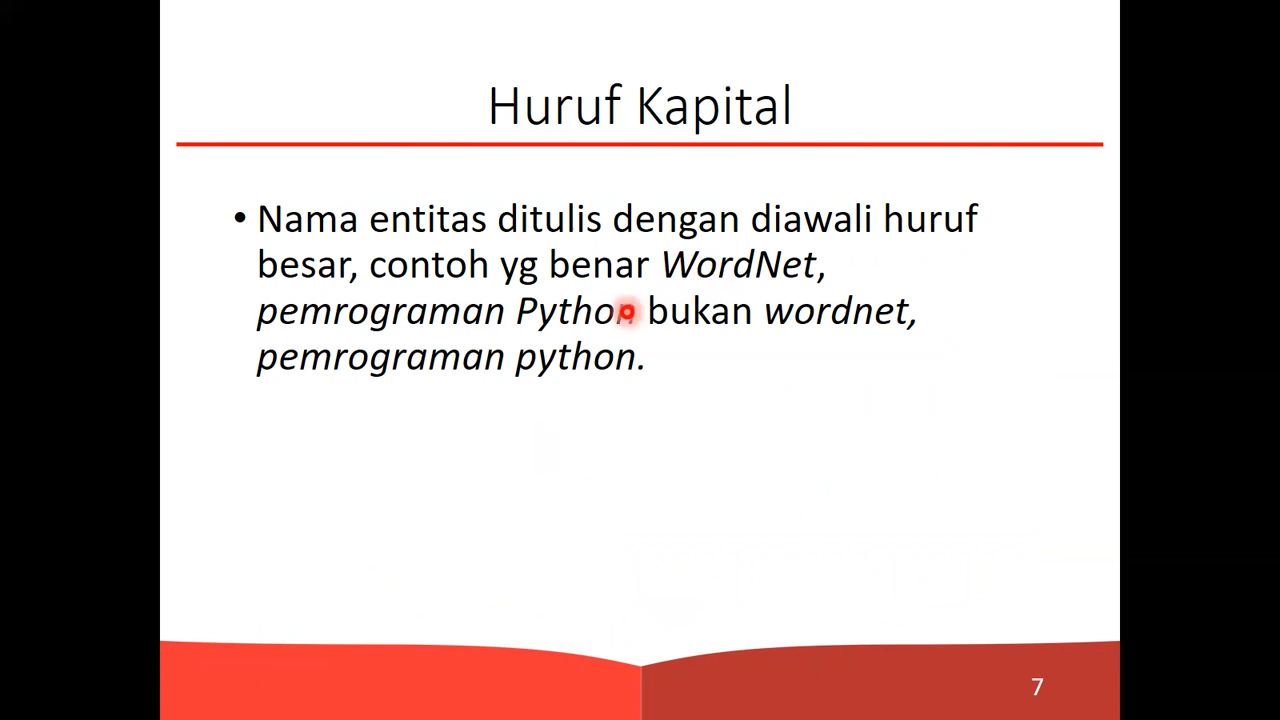 Huruf Kapital
• Nama entitas ditulis dengan diawali huruf
besar, contoh yg benar WordNet,
pemrograman Python bukan wordnet,
pemrograman python.
7